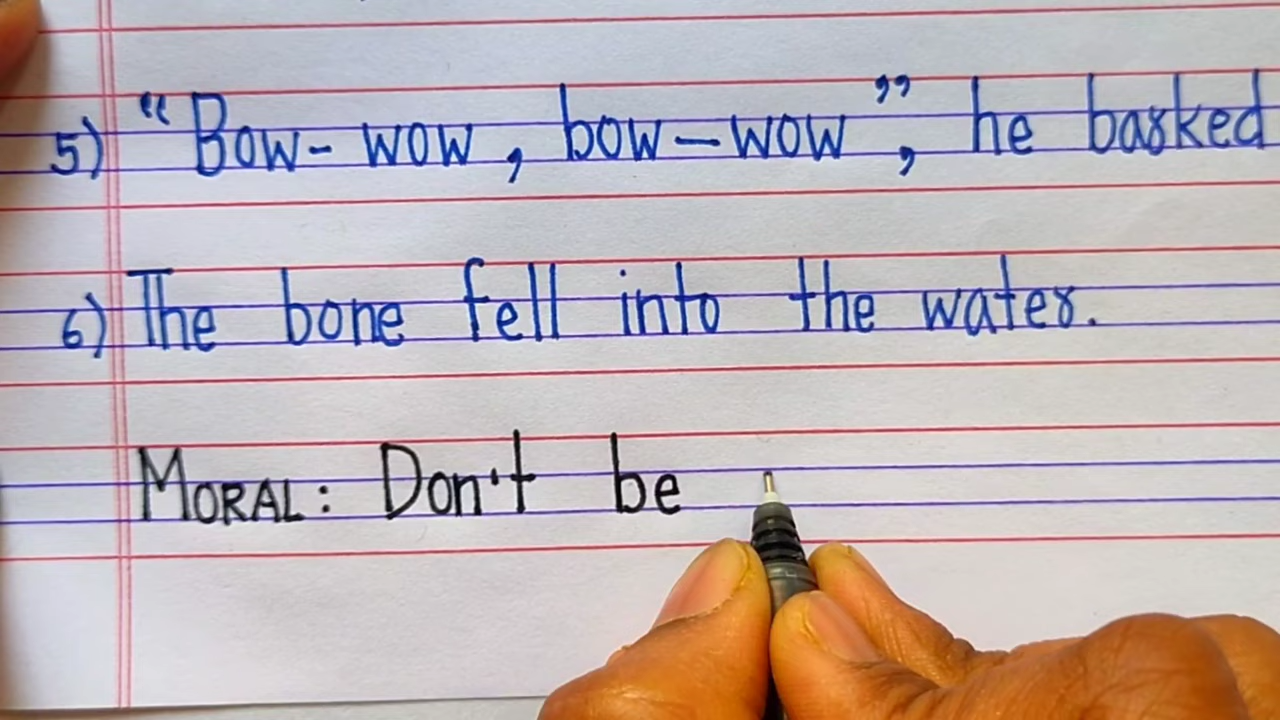 5) “Bow-wow, bow-wow”, he barked
6) The bone fell into the water.
MORAL: Don't be